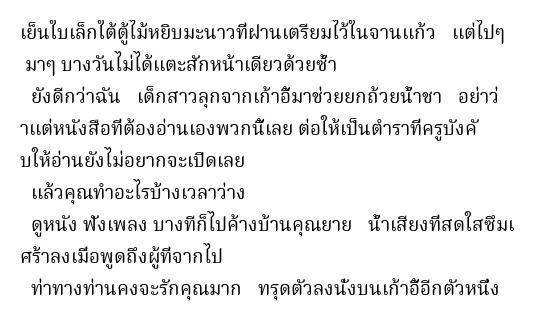 เย็นใบเล็กใต้ตู้ไม้หยิบมะนาวที่ฝานเตรียมไว้ในจานแก้ว แต่ไปๆ
มาๆ บางวันไม่ได้แตะสักหน้าเดียวด้วยซ้ำ
ยังดีกว่าฉัน เด็กสาวลุกจากเก้าอี้มาช่วยยกถ้วยน้ำชา อย่าว่
าแต่หนังสือที่ต้องอ่านเองพวกนี้เลย ต่อให้เป็นตำราที่ครูบังคั
บให้อ่านยังไม่อยากจะเปิดเลย
แล้วคุณทำอะไรบ้างเวลาว่าง
ดูหนัง ฟังเพลง บางทีก็ไปค้างบ้านคุณยาย น้ำเสียงที่สดใสซึมเ
ศร้าลงเมื่อพูดถึงผู้ที่จากไป
ท่าทางท่านคงจะรักคุณมาก ทรุดตัวลงนั่งบนเก้าอี้อีกตัวหนึ่ง